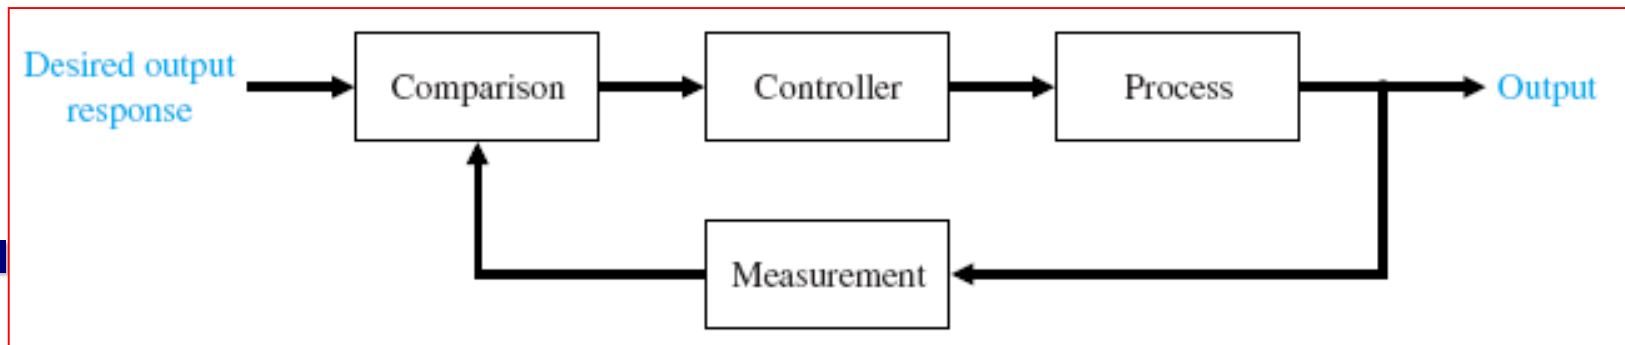 Desired output
response
Comparison
Controller
Process
Output
Measurement